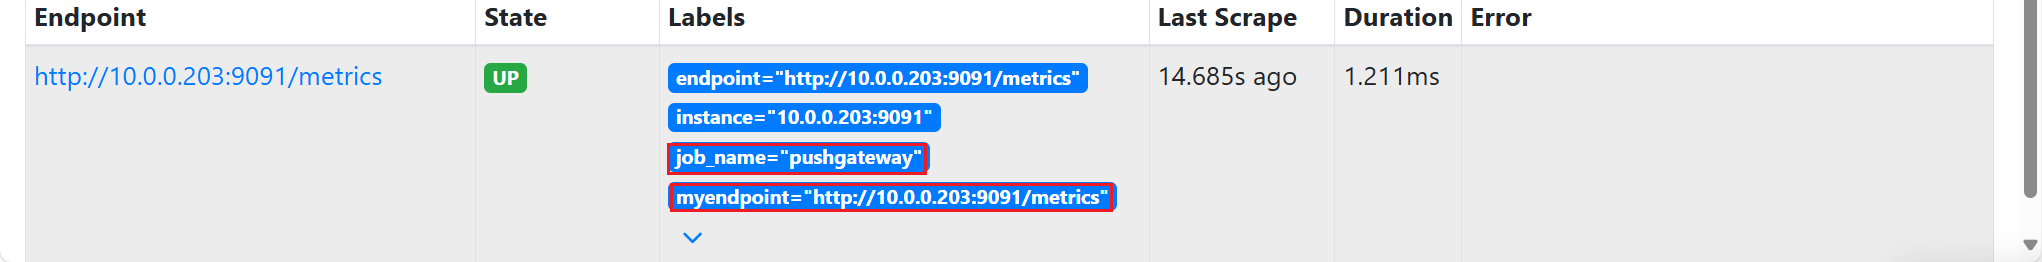 Endpoint State Labels Last Scrape Duration Error
http://10.0.0.203:9091/metrics UP endpoint="http://10.0.0.203:9091/metrics" 14.685s ago 1.211ms
instance="10.0.0.203:9091"
job_name="pushgateway"
myendpoint="http://10.0.0.203:9091/metrics"